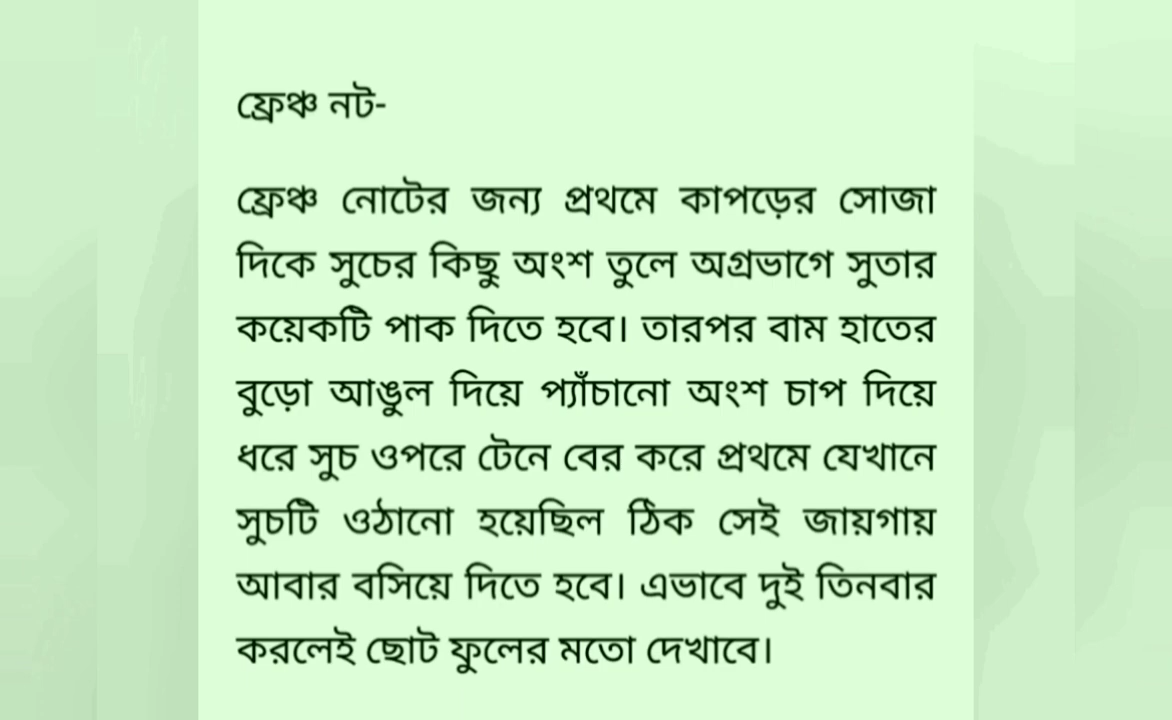 ফ্রেঞ্চ নট-
ফ্রেঞ্চ নোটের জন্য প্রথমে কাপড়ের সোজা
দিকে সুচের কিছু অংশ তুলে অগ্রভাগে সুতার
কয়েকটি পাক দিতে হবে। তারপর বাম হাতের
বুড়ো আঙুল দিয়ে প্যাঁচানো অংশ চাপ দিয়ে
ধরে সুচ ওপরে টেনে বের করে প্রথমে যেখানে
সুচটি ওঠানো হয়েছিল ঠিক সেই জায়গায়
আবার বসিয়ে দিতে হবে। এভাবে দুই তিনবার
করলেই ছোট ফুলের মতো দেখাবে।